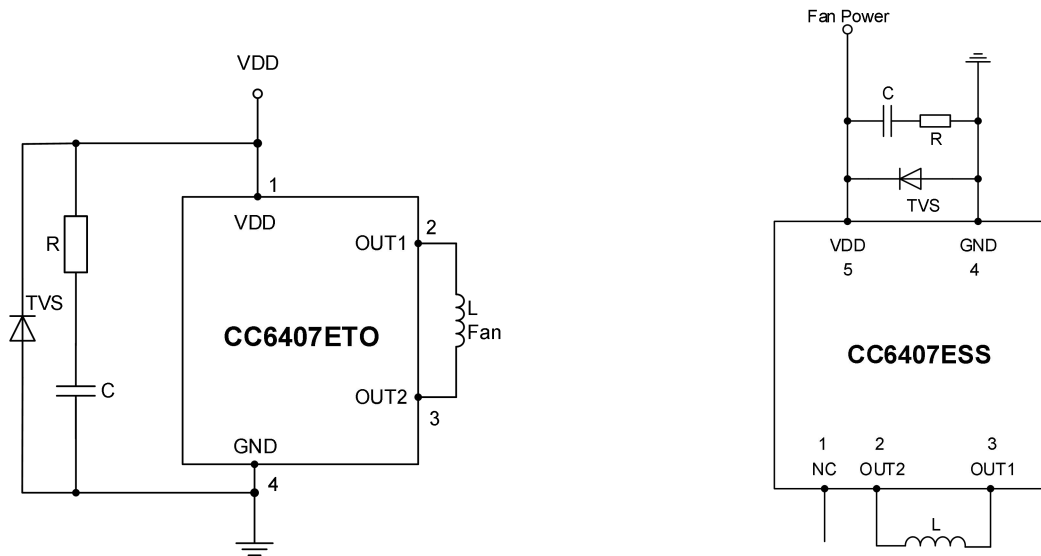 VDD
1
VDD
2
OUT1
R
TVS
L
Fan
CC6407ETO
C
OUT2
3
GND
4
Fan Power
C
R
TVS
VDD
GND
5
4
CC6407ESS
1
2
3
NC
OUT2
OUT1
L